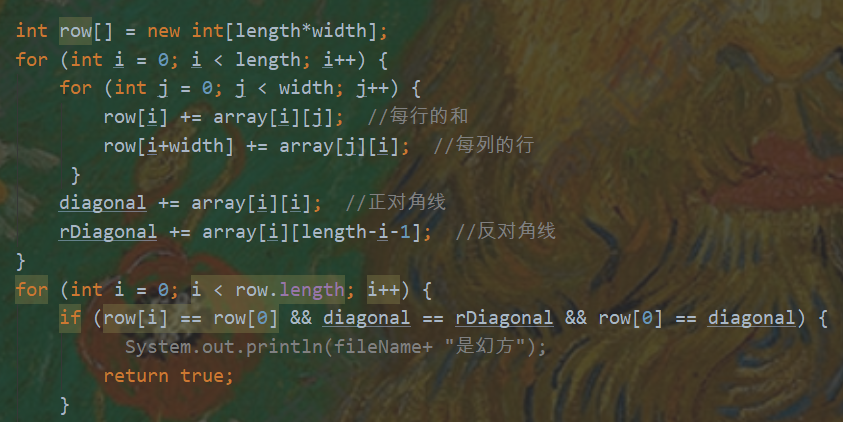 int row[] = new int[length*width];
for (int i = 0; i < length; i++) {
    for (int j = 0; j < width; j++) {
        row[i] += array[i][j];  //每行的和
        row[i+width] += array[j][i];  //每列的行
     }
    diagonal += array[i][i];  //正对角线
    rDiagonal += array[i][length-i-1];  //反对角线
}
for (int i = 0; i < row.length; i++) {
    if (row[i] == row[0] && diagonal == rDiagonal && row[0] == diagonal) {
          System.out.println(fileName+ "是幻方");
        return true;
    }